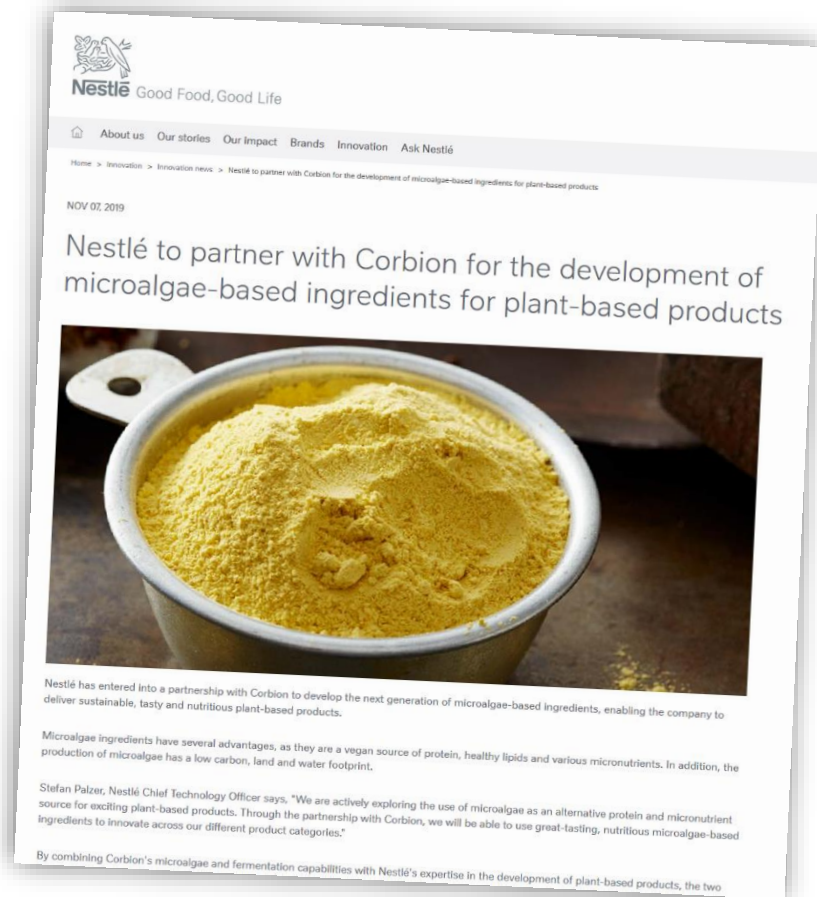 Nestlé Good Food, Good Life
About us Our stories Our Impact Brands Innovation Ask Nestlé
Home > Innovation > Innovation news > Nestlé to partner with Corbion for the development of microalgae-based ingredients for plant-based products
NOV 07, 2019
Nestlé to partner with Corbion for the development of
microalgae-based ingredients for plant-based products
Nestlé has entered into a partnership with Corbion to develop the next generation of microalgae-based ingredients, enabling the company to
deliver sustainable, tasty and nutritious plant-based products.
Microalgae ingredients have several advantages, as they are a vegan source of protein, healthy lipids and various micronutrients. In addition, the
production of microalgae has a low carbon, land and water footprint.
Stefan Palzer, Nestlé Chief Technology Officer says, "We are actively exploring the use of microalgae as an alternative protein and micronutrient
source for exciting plant-based products. Through the partnership with Corbion, we will be able to use great-tasting, nutritious microalgae-based
ingredients to innovate across our different product categories."
By combining Corbion's microalgae and fermentation capabilities with Nestlé's expertise in the development of plant-based products, the two